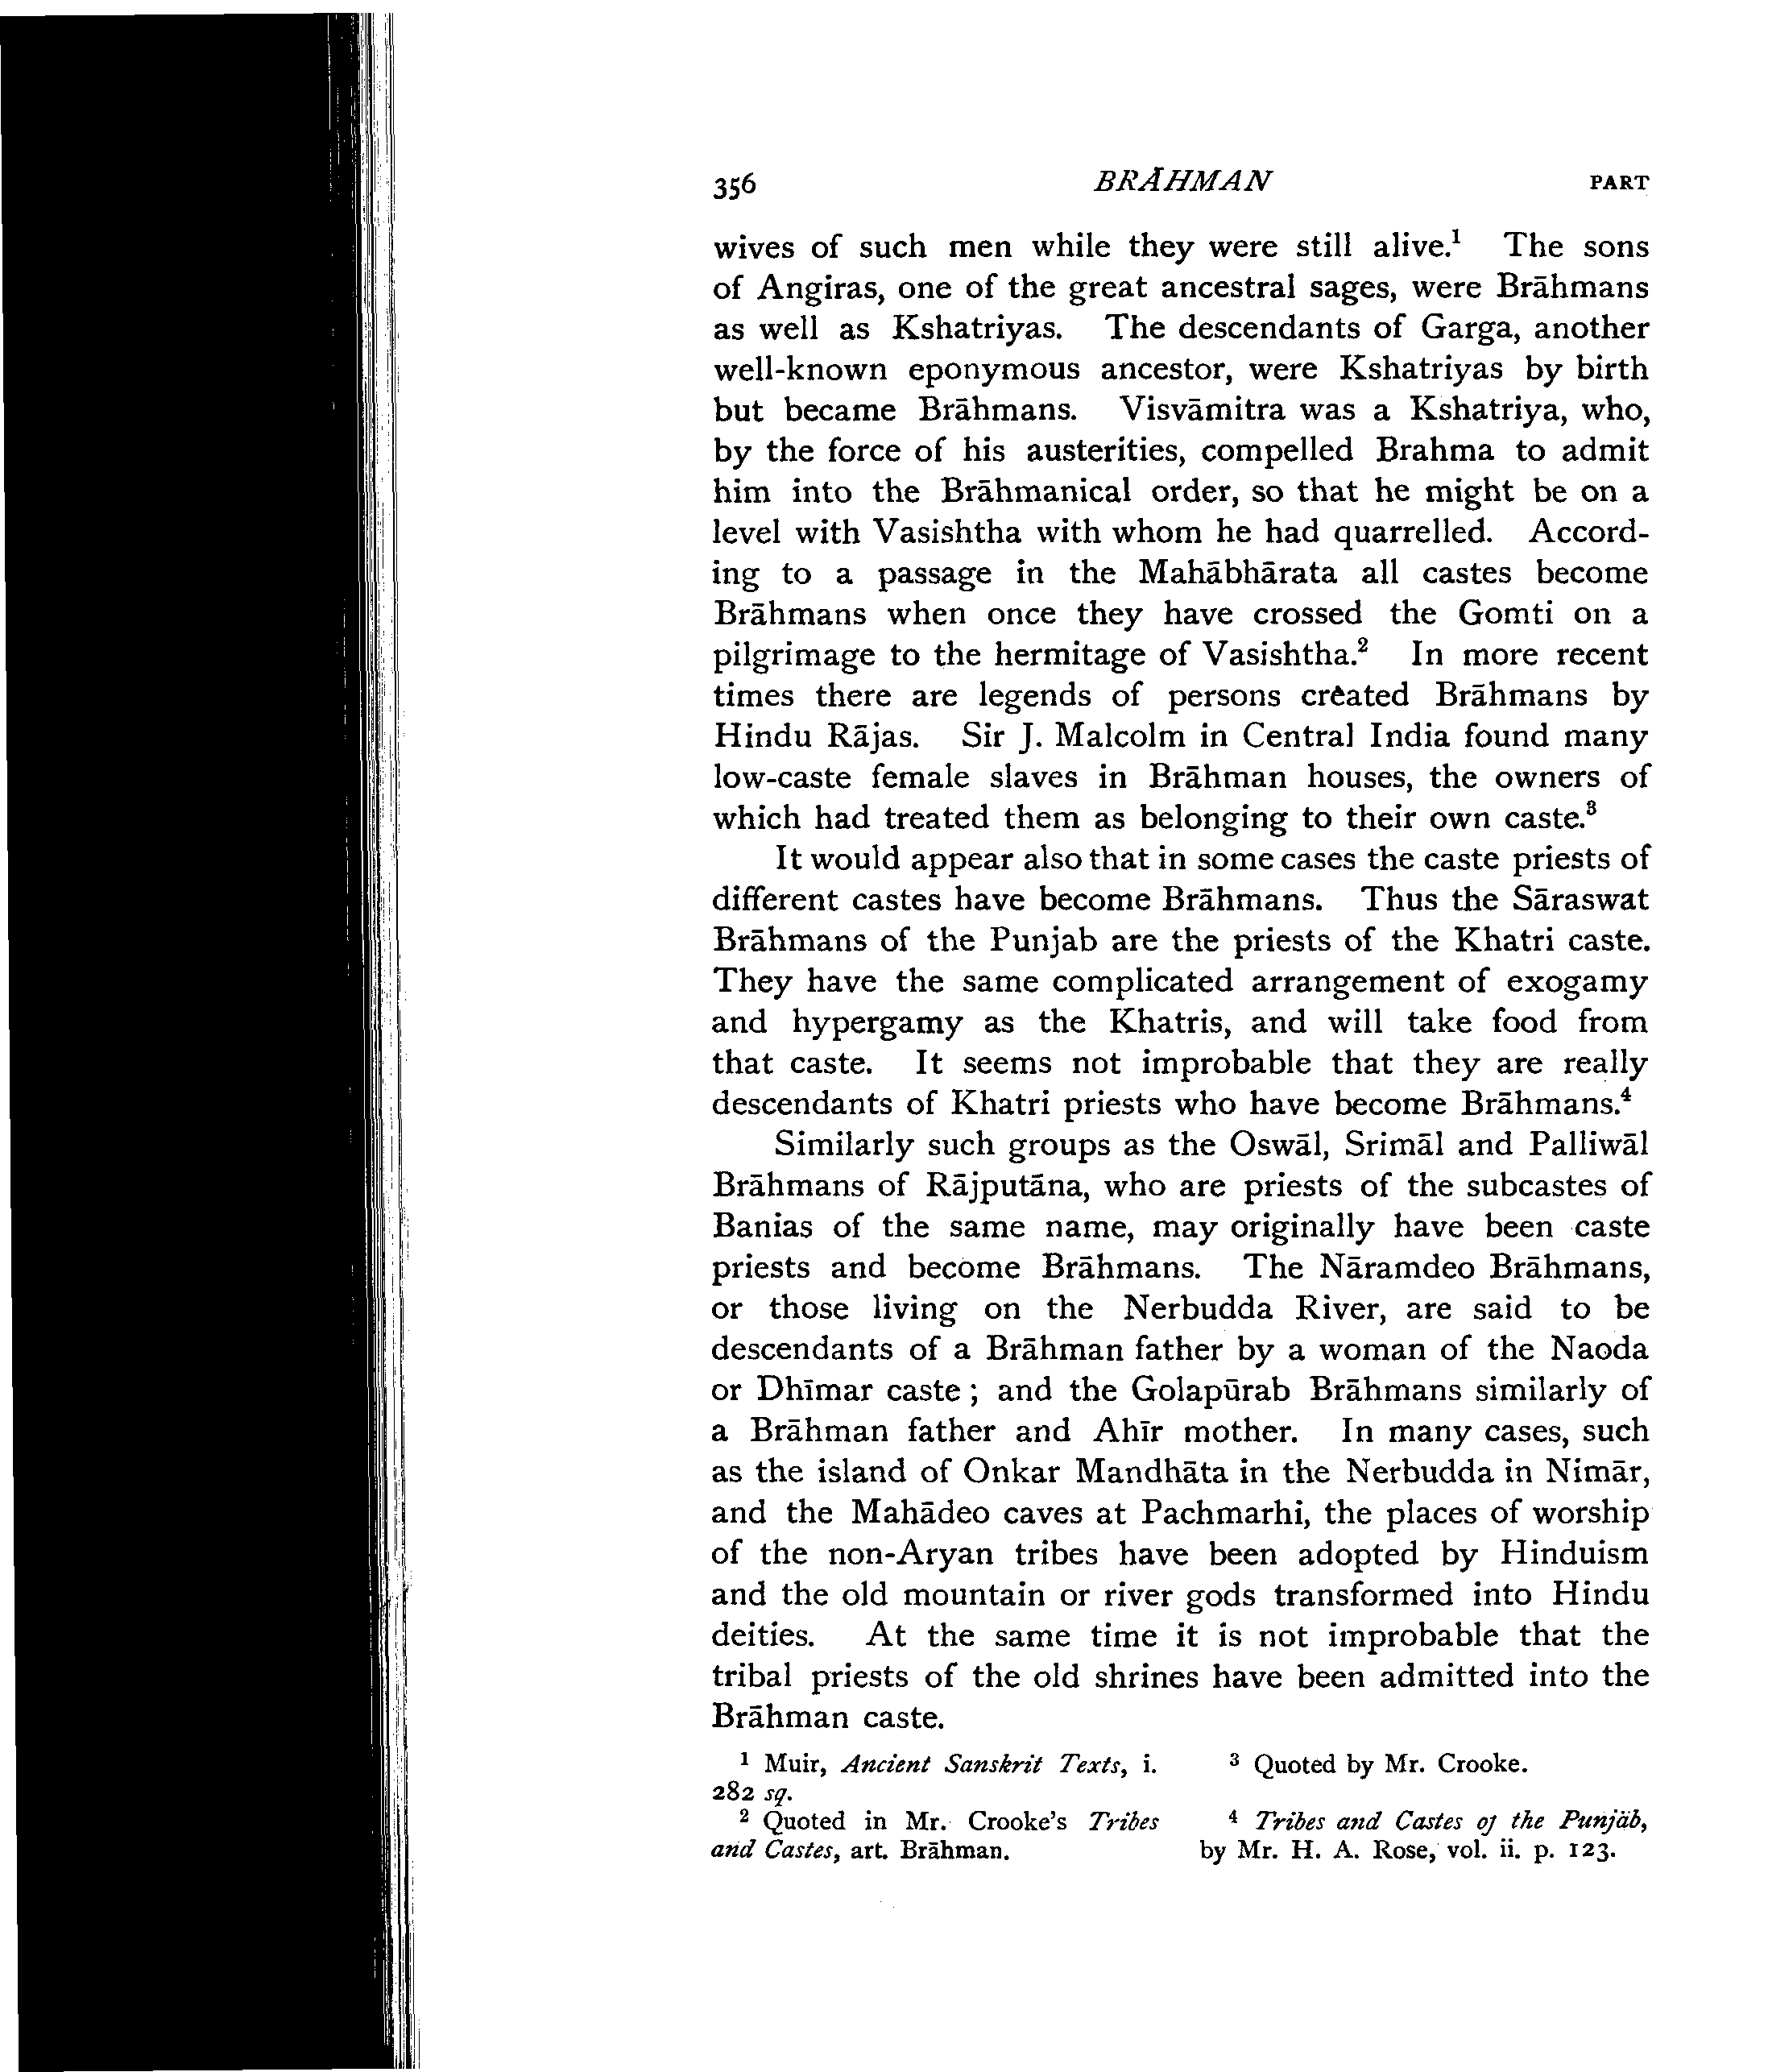 356 BRĀHMAN PART
wives of such men while they were still alive.¹ The sons
of Angiras, one of the great ancestral sages, were Brāhmans
as well as Kshatriyas. The descendants of Garga, another
well-known eponymous ancestor, were Kshatriyas by birth
but became Brāhmans. Visvāmitra was a Kshatriya, who,
by the force of his austerities, compelled Brahma to admit
him into the Brāhmanical order, so that he might be on a
level with Vasishtha with whom he had quarrelled. Accord-
ing to a passage in the Mahābhārata all castes become
Brāhmans when once they have crossed the Gomti on a
pilgrimage to the hermitage of Vasishtha.² In more recent
times there are legends of persons created Brāhmans by
Hindu Rājas. Sir J. Malcolm in Central India found many
low-caste female slaves in Brāhman houses, the owners of
which had treated them as belonging to their own caste.³
It would appear also that in some cases the caste priests of
different castes have become Brāhmans. Thus the Sāraswat
Brāhmans of the Punjab are the priests of the Khatri caste.
They have the same complicated arrangement of exogamy
and hypergamy as the Khatris, and will take food from
that caste. It seems not improbable that they are really
descendants of Khatri priests who have become Brāhmans.⁴
Similarly such groups as the Oswāl, Srimāl and Palliwāl
Brāhmans of Rājputāna, who are priests of the subcastes of
Banias of the same name, may originally have been caste
priests and become Brāhmans. The Nāramdeo Brāhmans,
or those living on the Nerbudda River, are said to be
descendants of a Brāhman father by a woman of the Naoda
or Dhīmar caste; and the Golapūrab Brāhmans similarly of
a Brāhman father and Ahīr mother. In many cases, such
as the island of Onkar Mandhāta in the Nerbudda in Nimār,
and the Mahādeo caves at Pachmarhi, the places of worship
of the non-Aryan tribes have been adopted by Hinduism
and the old mountain or river gods transformed into Hindu
deities. At the same time it is not improbable that the
tribal priests of the old shrines have been admitted into the
Brāhman caste.
¹ Muir, Ancient Sanskrit Texts, i.
282 sq.
² Quoted in Mr. Crooke's Tribes
and Castes, art. Brāhman.
³ Quoted by Mr. Crooke.
⁴ Tribes and Castes of the Punjāb,
by Mr. H. A. Rose, vol. ii. p. 123.